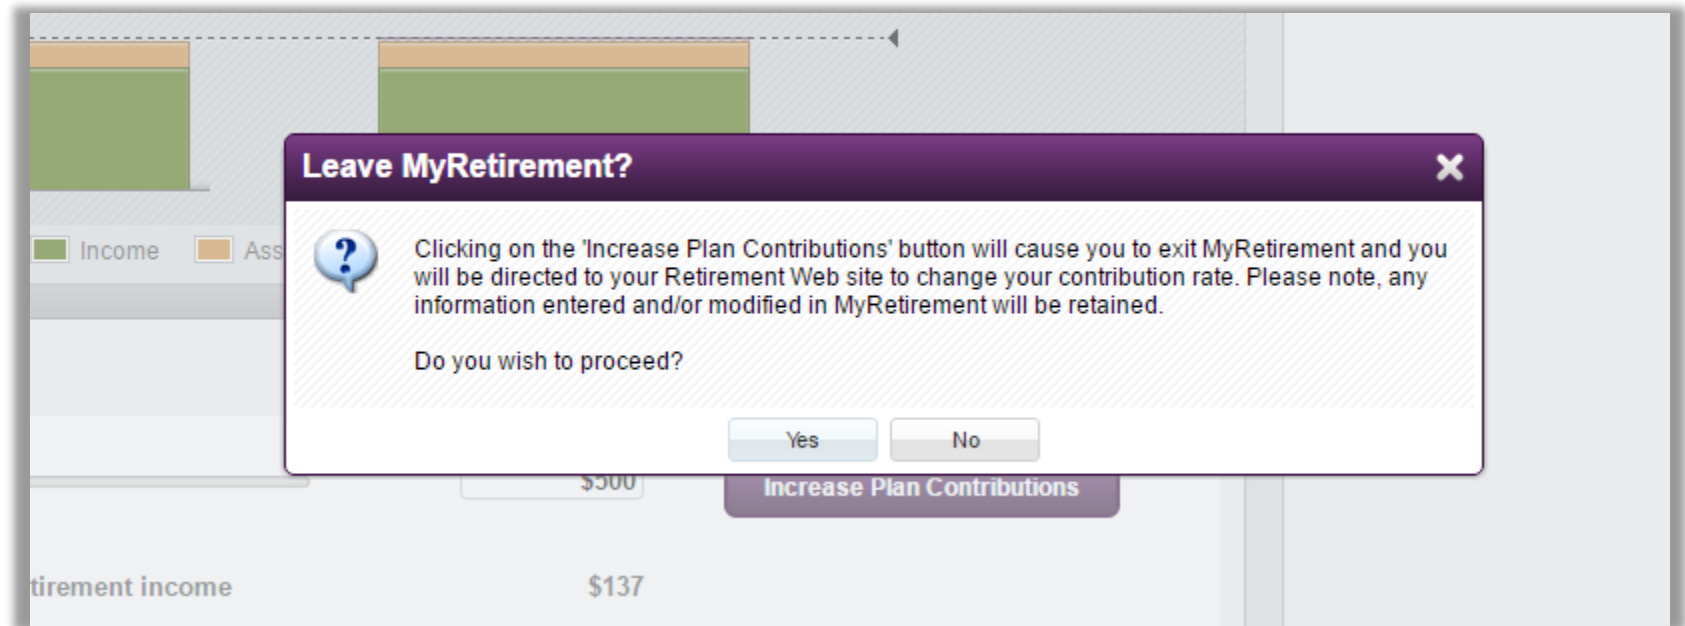 Leave MyRetirement?
Income Ass
Clicking on the 'Increase Plan Contributions' button will cause you to exit MyRetirement and you
will be directed to your Retirement Web site to change your contribution rate. Please note, any
information entered and/or modified in MyRetirement will be retained.
Do you wish to proceed?
Yes No
$500 Increase Plan Contributions
tirement income $137